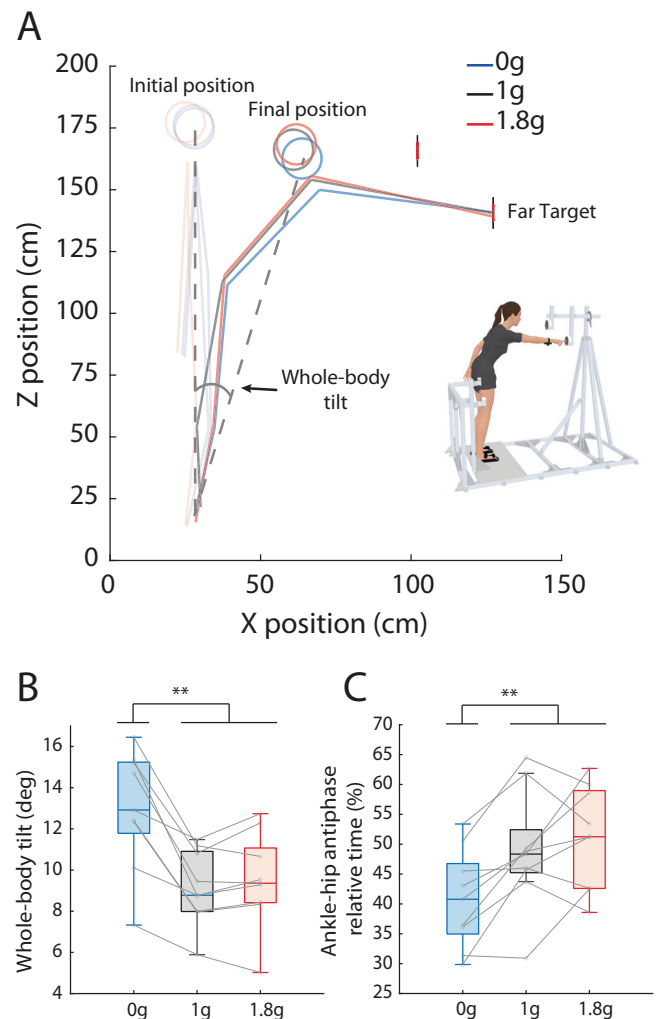 A
200
175
150
125
100
75
50
25
0
Z position (cm)
Initial position
Final position
0g
1g
1.8g
Far Target
Whole-body
tilt
0
50
100
150
X position (cm)
B
**
16
14
12
10
8
6
4
Whole-body tilt (deg)
0g
1g
1.8g
C
**
70
65
60
55
50
45
40
35
30
25
Ankle-hip antiphase
relative time (%)
0g
1g
1.8g